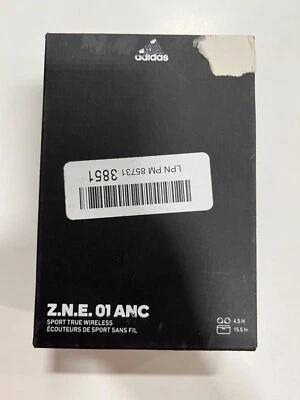 adidas
LPN PM 85731 3851
Z.N.E. 01 ANC
SPORT TRUE WIRELESS
ÉCOUTEURS DE SPORT SANS FIL
4.5 H
15.5 H